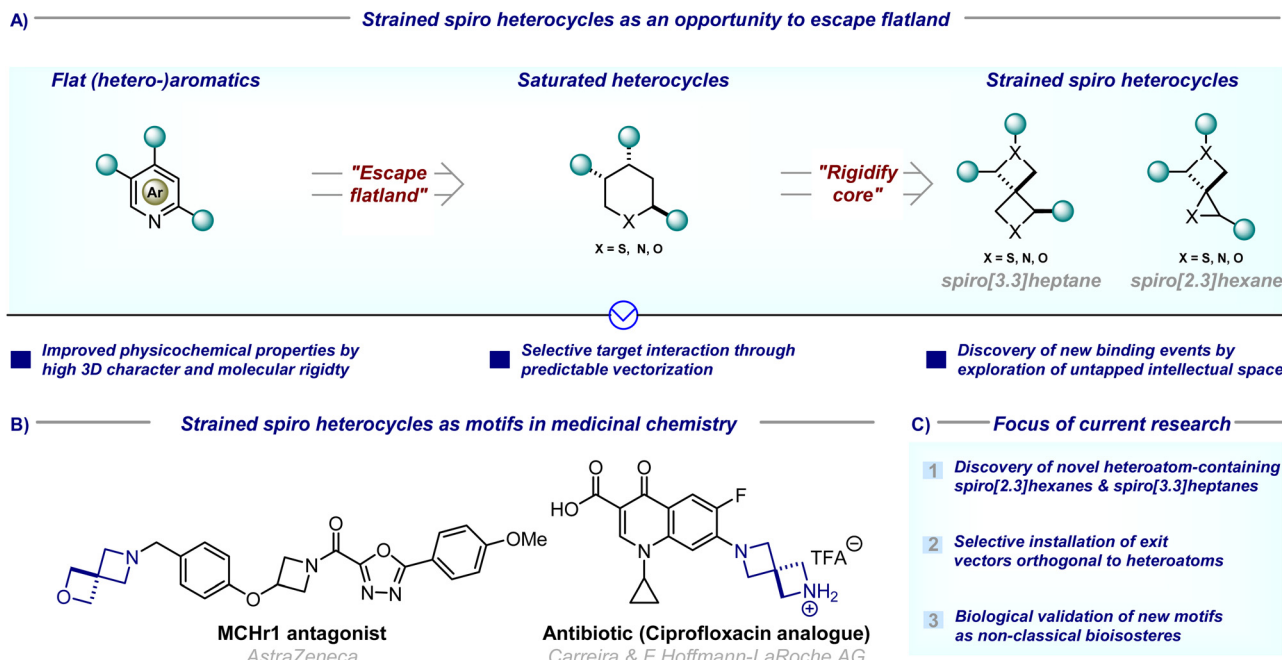 A) Strained spiro heterocycles as an opportunity to escape flatland
Flat (hetero-)aromatics
Saturated heterocycles
Strained spiro heterocycles
Ar
N
"Escape
flatland"
X
X = S, N, O
"Rigidify
core"
X
X
X = S, N, O
spiro[3.3]heptane
X
X
X = S, N, O
spiro[2.3]hexane
Improved physicochemical properties by
high 3D character and molecular rigidty
Selective target interaction through
predictable vectorization
Discovery of new binding events by
exploration of untapped intellectual space
B) Strained spiro heterocycles as motifs in medicinal chemistry
O
N
O
N
O
O
N
N
OMe
MCHr1 antagonist
AstraZeneca
O
O
HO
F
N
N
NH2
⊕
TFA⊖
Antibiotic (Ciprofloxacin analogue)
Carreira & F.Hoffmann-LaRoche AG
C) Focus of current research
1 Discovery of novel heteroatom-containing
spiro[2.3]hexanes & spiro[3.3]heptanes
2 Selective installation of exit
vectors orthogonal to heteroatoms
3 Biological validation of new motifs
as non-classical bioisosteres